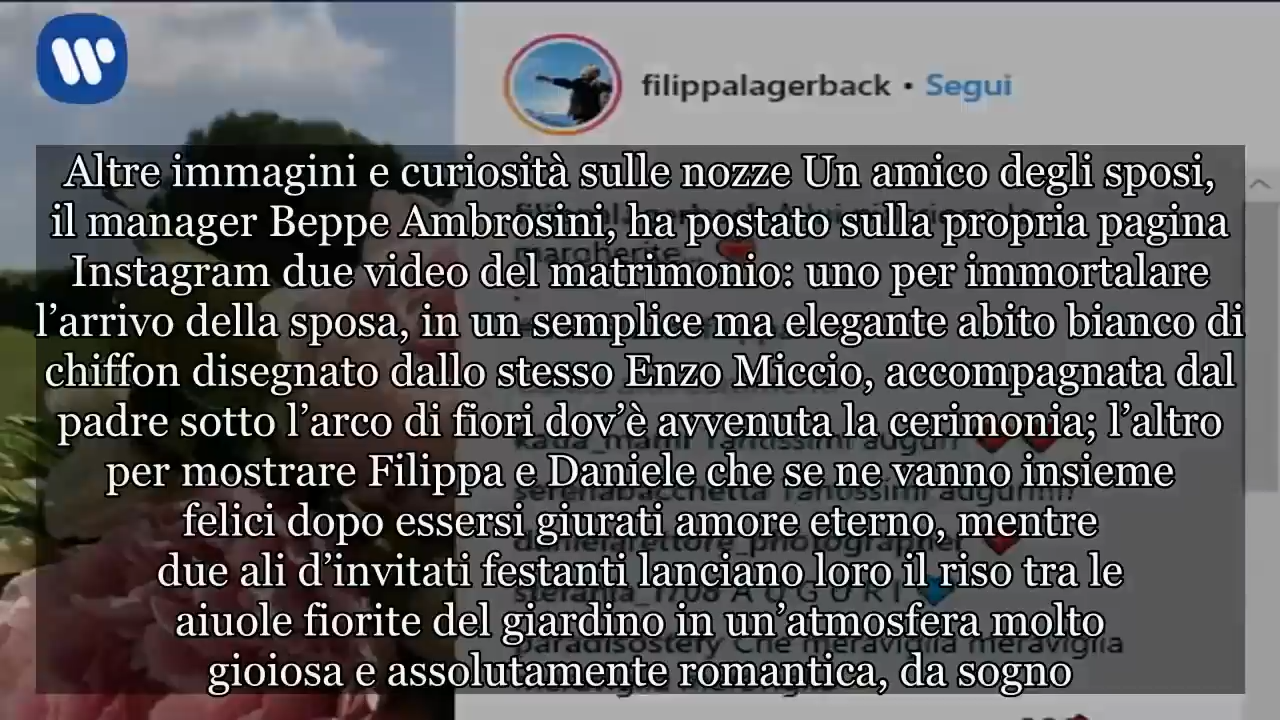 filippalagerback • Segui
Altre immagini e curiosità sulle nozze Un amico degli sposi,
il manager Beppe Ambrosini, ha postato sulla propria pagina
Instagram due video del matrimonio: uno per immortalare
l’arrivo della sposa, in un semplice ma elegante abito bianco di
chiffon disegnato dallo stesso Enzo Miccio, accompagnata dal
padre sotto l’arco di fiori dov’è avvenuta la cerimonia; l’altro
per mostrare Filippa e Daniele che se ne vanno insieme
felici dopo essersi giurati amore eterno, mentre
due ali d’invitati festanti lanciano loro il riso tra le
aiuole fiorite del giardino in un’atmosfera molto
gioiosa e assolutamente romantica, da sogno
margherite
paradisostery Che meraviglia meraviglia